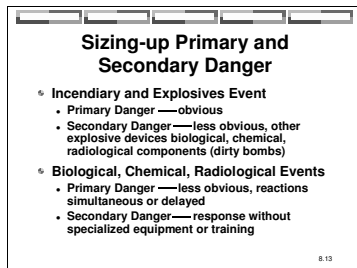 Sizing-up Primary and
Secondary Danger
Incendiary and Explosives Event
Primary Danger — obvious
Secondary Danger — less obvious, other
explosive devices biological, chemical,
radiological components (dirty bombs)
Biological, Chemical, Radiological Events
Primary Danger — less obvious, reactions
simultaneous or delayed
Secondary Danger — response without
specialized equipment or training
8.13